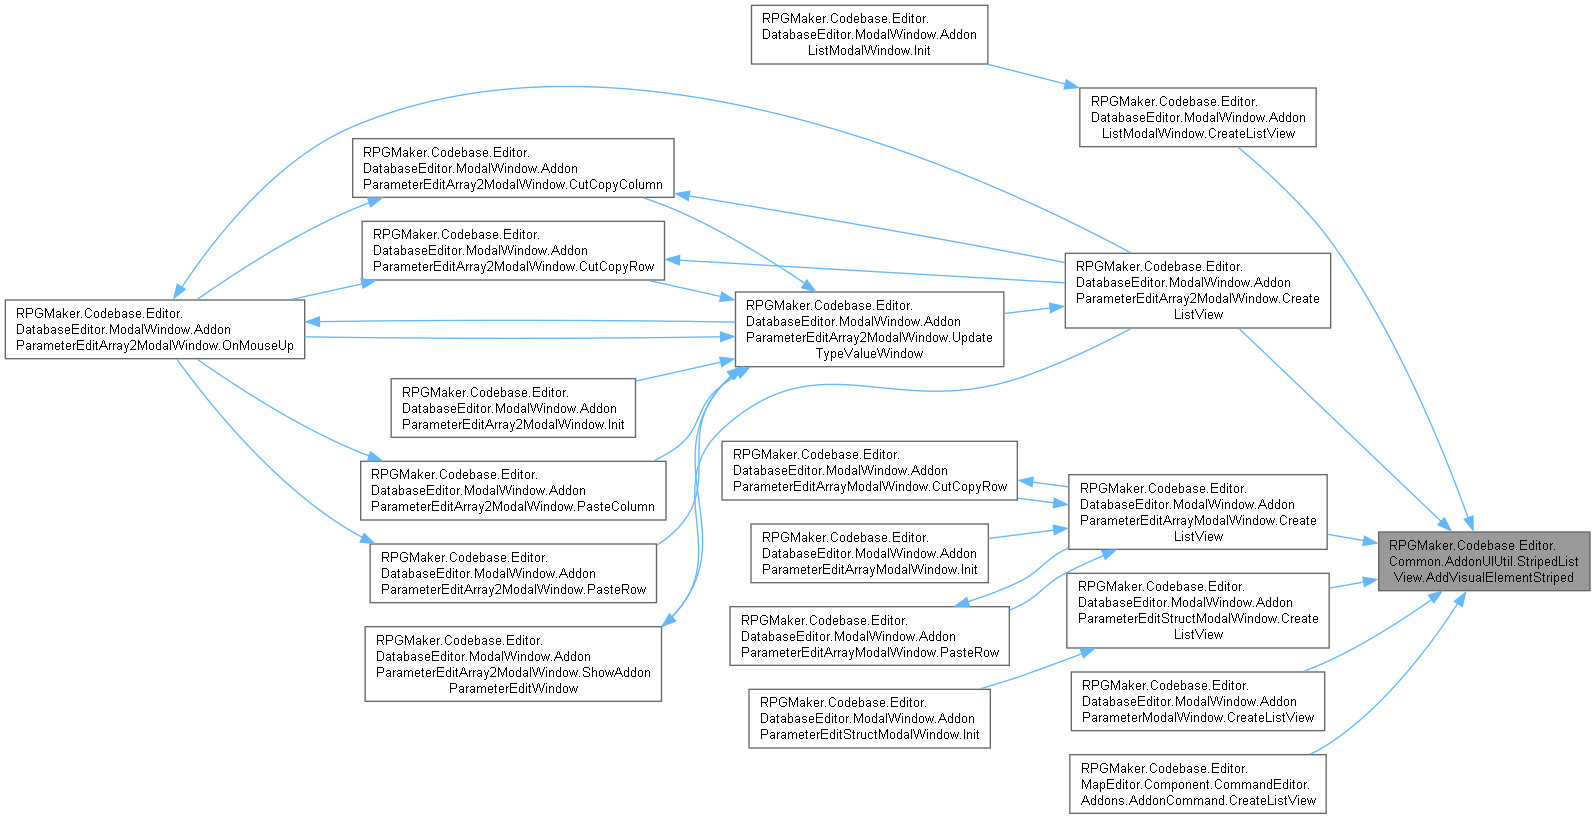 RPGMaker.Codebase.Editor.
DatabaseEditor.ModalWindow.Addon
ListModalWindow.Init
RPGMaker.Codebase.Editor.
DatabaseEditor.ModalWindow.Addon
ListModalWindow.CreateListView
RPGMaker.Codebase.Editor.
DatabaseEditor.ModalWindow.Addon
ParameterEditArray2ModalWindow.CutCopyColumn
RPGMaker.Codebase.Editor.
DatabaseEditor.ModalWindow.Addon
ParameterEditArray2ModalWindow.CutCopyRow
RPGMaker.Codebase.Editor.
DatabaseEditor.ModalWindow.Addon
ParameterEditArray2ModalWindow.Create
ListView
RPGMaker.Codebase.Editor.
DatabaseEditor.ModalWindow.Addon
ParameterEditArray2ModalWindow.OnMouseUp
RPGMaker.Codebase.Editor.
DatabaseEditor.ModalWindow.Addon
ParameterEditArray2ModalWindow.Update
TypeValueWindow
RPGMaker.Codebase.Editor.
DatabaseEditor.ModalWindow.Addon
ParameterEditArray2ModalWindow.Init
RPGMaker.Codebase.Editor.
DatabaseEditor.ModalWindow.Addon
ParameterEditArrayModalWindow.CutCopyRow
RPGMaker.Codebase.Editor.
DatabaseEditor.ModalWindow.Addon
ParameterEditArray2ModalWindow.PasteColumn
RPGMaker.Codebase.Editor.
DatabaseEditor.ModalWindow.Addon
ParameterEditArrayModalWindow.Create
ListView
RPGMaker.Codebase.Editor.
DatabaseEditor.ModalWindow.Addon
ParameterEditArrayModalWindow.Init
RPGMaker.Codebase.Editor.
Common.AddonUIUtil.StripedList
View.AddVisualElementStriped
RPGMaker.Codebase.Editor.
DatabaseEditor.ModalWindow.Addon
ParameterEditArray2ModalWindow.PasteRow
RPGMaker.Codebase.Editor.
DatabaseEditor.ModalWindow.Addon
ParameterEditStructModalWindow.Create
ListView
RPGMaker.Codebase.Editor.
DatabaseEditor.ModalWindow.Addon
ParameterEditArrayModalWindow.PasteRow
RPGMaker.Codebase.Editor.
DatabaseEditor.ModalWindow.Addon
ParameterEditArray2ModalWindow.ShowAddon
ParameterEditWindow
RPGMaker.Codebase.Editor.
DatabaseEditor.ModalWindow.Addon
ParameterModalWindow.CreateListView
RPGMaker.Codebase.Editor.
DatabaseEditor.ModalWindow.Addon
ParameterEditStructModalWindow.Init
RPGMaker.Codebase.Editor.
MapEditor.Component.CommandEditor.
Addons.AddonCommand.CreateListView